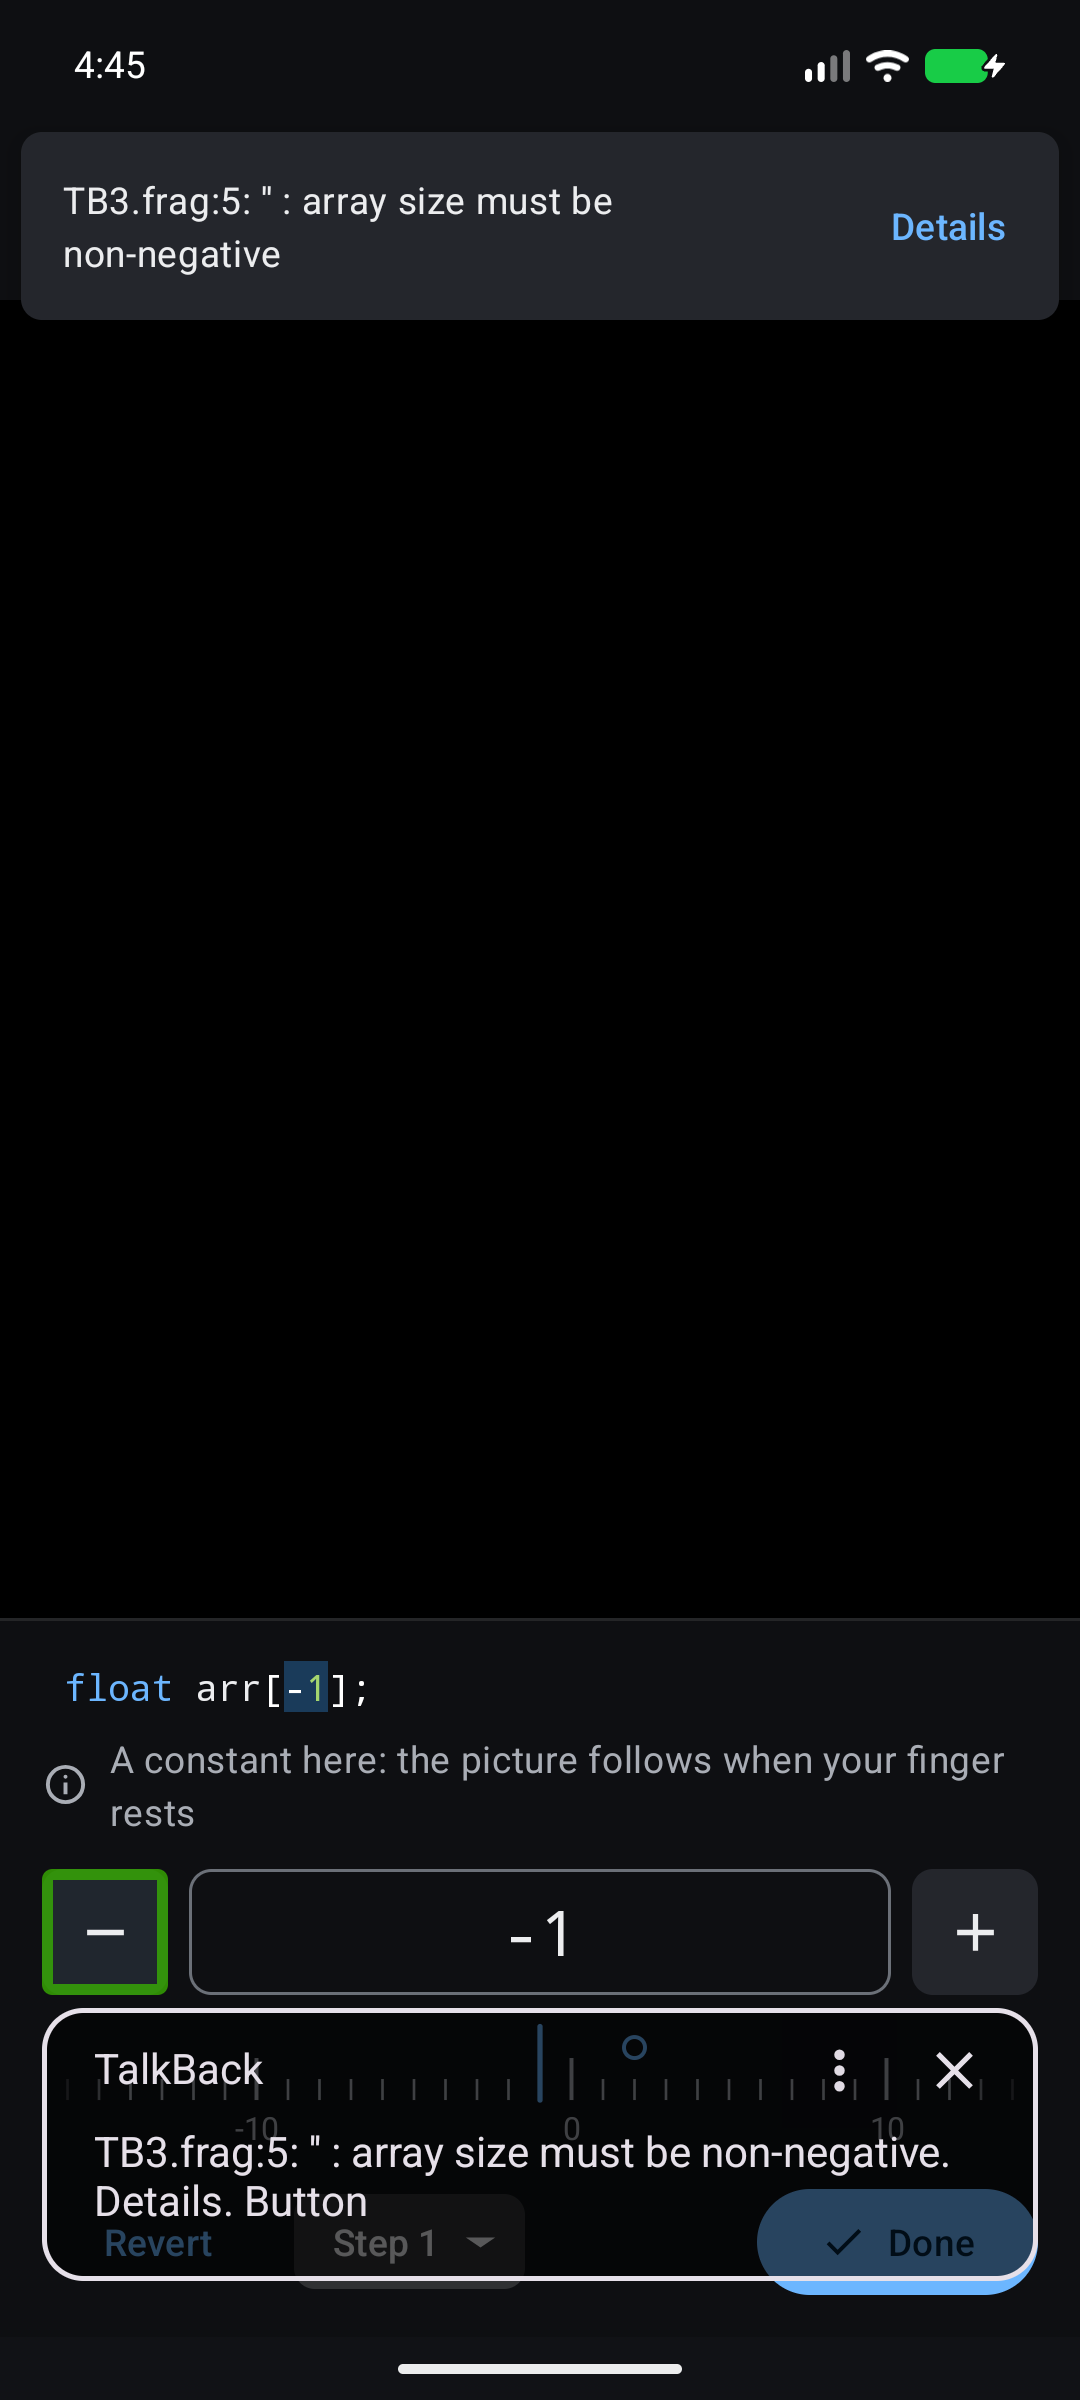 4:45
TB3.frag:5: '' : array size must be
non-negative
Details
float arr[-1];
A constant here: the picture follows when your finger
rests
-1
TalkBack
-10
0
10
TB3.frag:5: '' : array size must be non-negative.
Details. Button
Revert
Step 1
Done